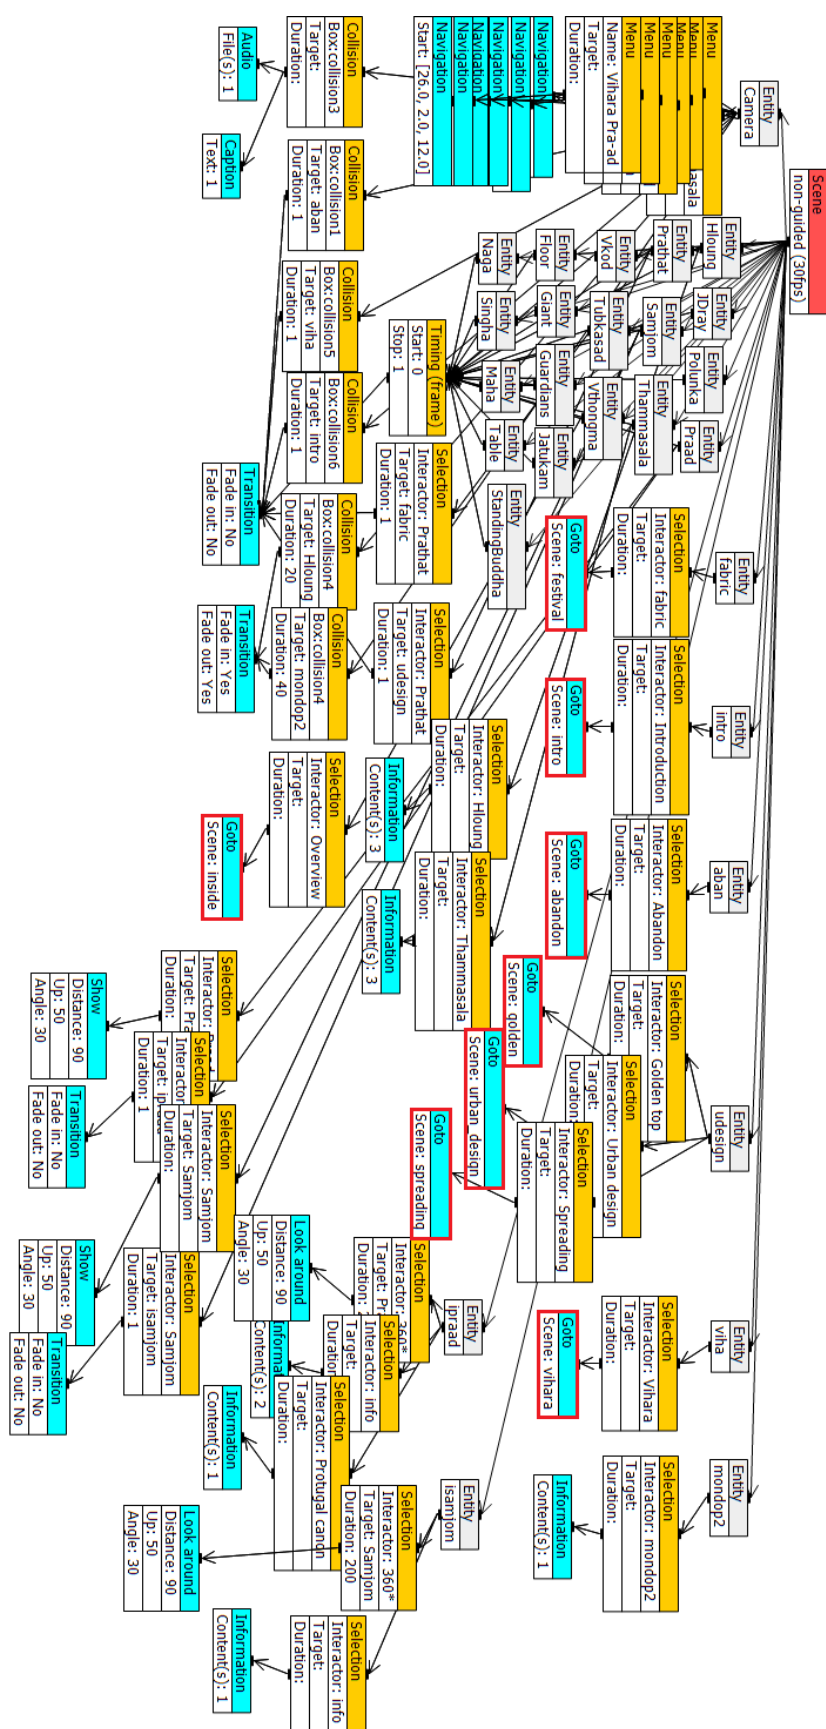 Scene
non-guided (30fps)
Entity
Camera
Entity
fabric
Entity
intro
Entity
aban
Entity
udesign
Entity
viha
Entity
mondop2
Menu
Menu
Menu
Menu
Menu
Menu
Name: Vihara Pra-ad
Target:
Duration:
Entity
Hloung
Entity
JDray
Entity
Polunka
Entity
Praad
Entity
Prathat
Entity
Samjom
Entity
Thammasala
Entity
Vkod
Entity
Tubkasad
Entity
Vthongma
Entity
Floor
Entity
Giant
Entity
Guardians
Entity
Jatukam
Entity
Naga
Entity
Singha
Entity
Maha
Entity
Table
Entity
StandingBuddha
Selection
Interactor: fabric
Target:
Duration:
Selection
Interactor: Introduction
Target:
Duration:
Selection
Interactor: Abandon
Target:
Duration:
Selection
Interactor: Golden top
Target:
Selection
Interactor: Urban design
Target:
Duration:
Selection
Interactor: Spreading
Target:
Duration:
Selection
Interactor: Vihara
Target:
Duration:
Selection
Interactor: mondop2
Target:
Duration:
Goto
Scene: festival
Goto
Scene: intro
Goto
Scene: abandon
Goto
Scene: golden
Goto
Scene: urban_design
Goto
Scene: spreading
Goto
Scene: vihara
Information
Content(s): 1
Navigation
Navigation
Navigation
Navigation
Navigation
Navigation
Start: [26.0, 2.0, 12.0]
Timing (frame)
Start: 0
Stop: 1
Selection
Interactor: Prathat
Target: fabric
Duration: 1
Selection
Interactor: Prathat
Target: udesign
Duration: 1
Selection
Interactor: Hloung
Target:
Duration:
Selection
Interactor: Thammasala
Target:
Duration:
Entity
ipraad
Entity
isamjom
Collision
Box:collision3
Target:
Duration:
Collision
Box:collision1
Target: aban
Duration: 1
Collision
Box:collision5
Target: viha
Duration: 1
Collision
Box:collision6
Target: intro
Duration: 1
Collision
Box:collision4
Target: Hloung
Duration: 20
Collision
Box:collision4
Target: mondop2
Duration: 40
Selection
Interactor: Overview
Target:
Duration:
Information
Content(s): 3
Information
Content(s): 3
Selection
Interactor: 360*
Duration:
Selection
Interactor: info
Target:
Duration:
Selection
Interactor: Protugal canon
Target:
Duration:
Selection
Interactor: 360*
Target: Samjom
Duration: 200
Selection
Interactor: info
Target:
Duration:
Audio
File(s): 1
Caption
Text: 1
Transition
Fade in: No
Fade out: No
Transition
Fade in: Yes
Fade out: Yes
Goto
Scene: inside
Selection
Duration:
Selection
Interactor:
Duration: 1
Selection
Interactor: Samjom
Target: Samjom
Duration:
Selection
Interactor: Samjom
Target: isamjom
Duration: 1
Look around
Distance: 90
Up: 50
Angle: 30
Content(s): 2
Information
Content(s): 1
Look around
Distance: 90
Up: 50
Angle: 30
Information
Content(s): 1
Show
Distance: 90
Up: 50
Angle: 30
Transition
Fade in: No
Fade out: No
Show
Distance: 90
Up: 50
Angle: 30
Transition
Fade in: No
Fade out: No